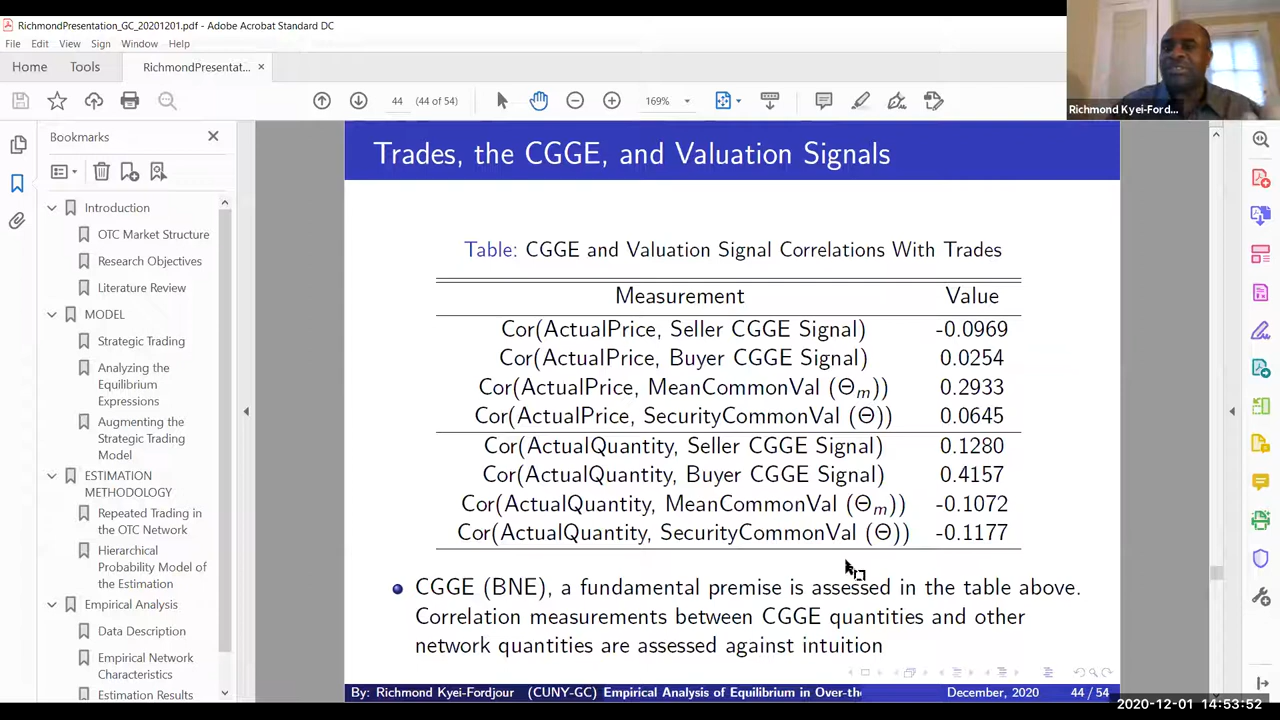 RichmondPresentation_GC_20201201.pdf - Adobe Acrobat Standard DC
File Edit View Sign Window Help
Home Tools RichmondPresentat... ×
44 (44 of 54) 169%
Richmond Kyei-Ford...
Bookmarks
Introduction
OTC Market Structure
Research Objectives
Literature Review
MODEL
Strategic Trading
Analyzing the
Equilibrium
Expressions
Augmenting the
Strategic Trading
Model
ESTIMATION
METHODOLOGY
Repeated Trading in
the OTC Network
Hierarchical
Probability Model of
the Estimation
Empirical Analysis
Data Description
Empirical Network
Characteristics
Estimation Results
Trades, the CGGE, and Valuation Signals
Table: CGGE and Valuation Signal Correlations With Trades
Measurement Value
Cor(ActualPrice, Seller CGGE Signal) -0.0969
Cor(ActualPrice, Buyer CGGE Signal) 0.0254
Cor(ActualPrice, MeanCommonVal (Θm)) 0.2933
Cor(ActualPrice, SecurityCommonVal (Θ)) 0.0645
Cor(ActualQuantity, Seller CGGE Signal) 0.1280
Cor(ActualQuantity, Buyer CGGE Signal) 0.4157
Cor(ActualQuantity, MeanCommonVal (Θm)) -0.1072
Cor(ActualQuantity, SecurityCommonVal (Θ)) -0.1177
CGGE (BNE), a fundamental premise is assessed in the table above.
Correlation measurements between CGGE quantities and other
network quantities are assessed against intuition
By: Richmond Kyei-Fordjour (CUNY-GC) Empirical Analysis of Equilibrium in Over-the December, 2020 44 / 54
2020-12-01 14:53:52